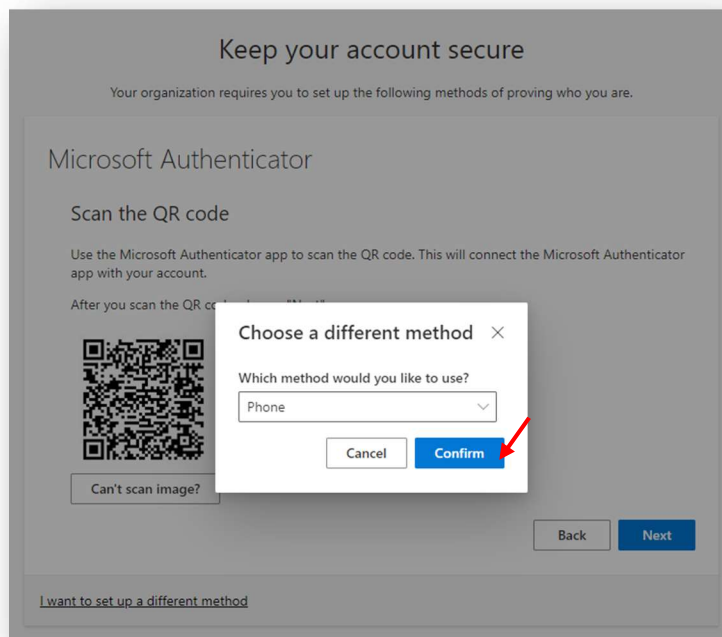 Keep your account secure
Your organization requires you to set up the following methods of proving who you are.
Microsoft Authenticator
Scan the QR code
Use the Microsoft Authenticator app to scan the QR code. This will connect the Microsoft Authenticator
app with your account.
After you scan the QR
Choose a different method
Which method would you like to use?
Phone
Cancel
Confirm
Can't scan image?
Back
Next
I want to set up a different method